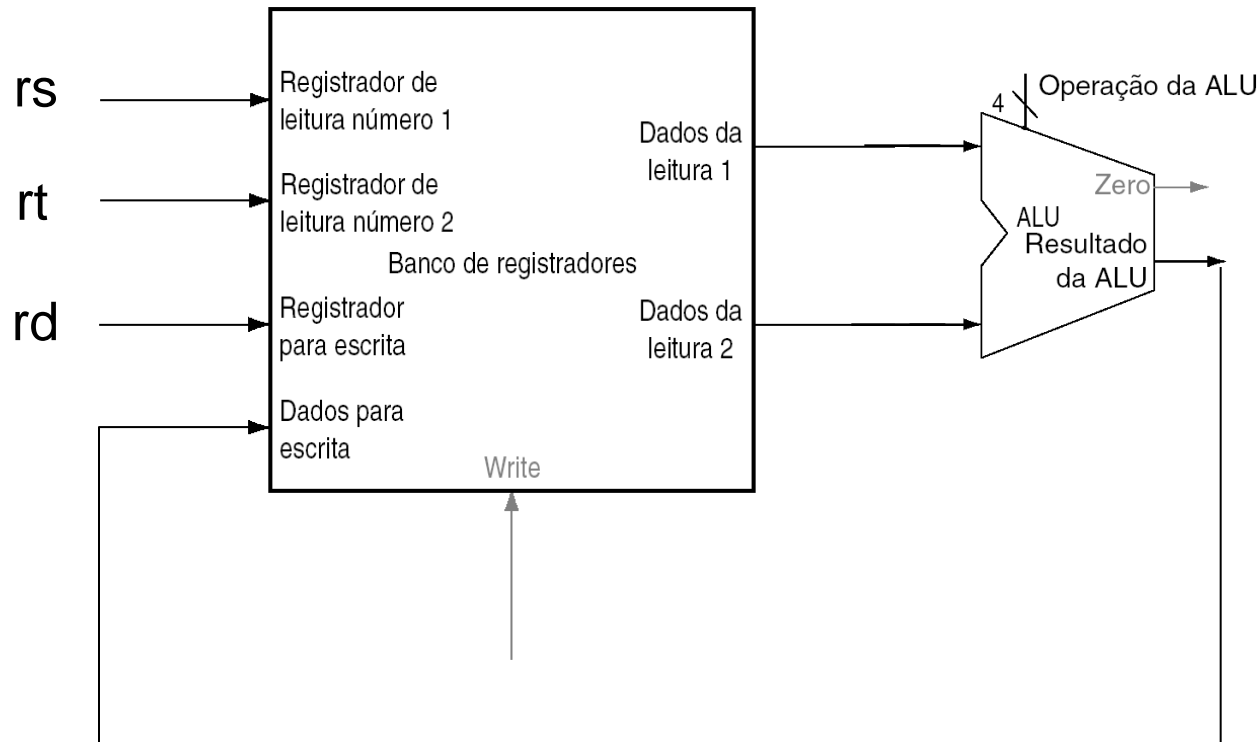 rs
Registrador de
leitura número 1
rt
Registrador de
leitura número 2
Banco de registradores
rd
Registrador
para escrita
Dados para
escrita
Write
Dados da
leitura 1
Dados da
leitura 2
4
Operação da ALU
Zero
ALU
Resultado
da ALU